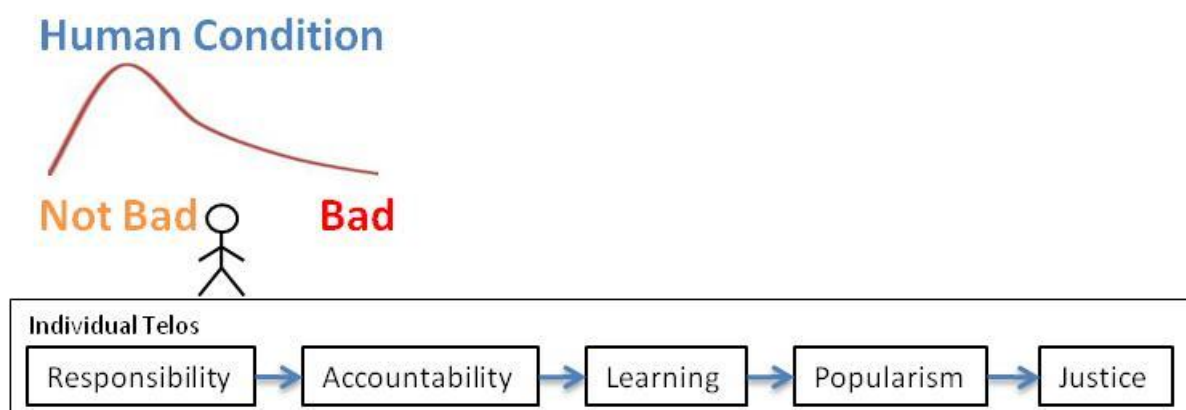 Human Condition
Not Bad Bad
Individual Telos
Responsibility Accountability Learning Popularism Justice